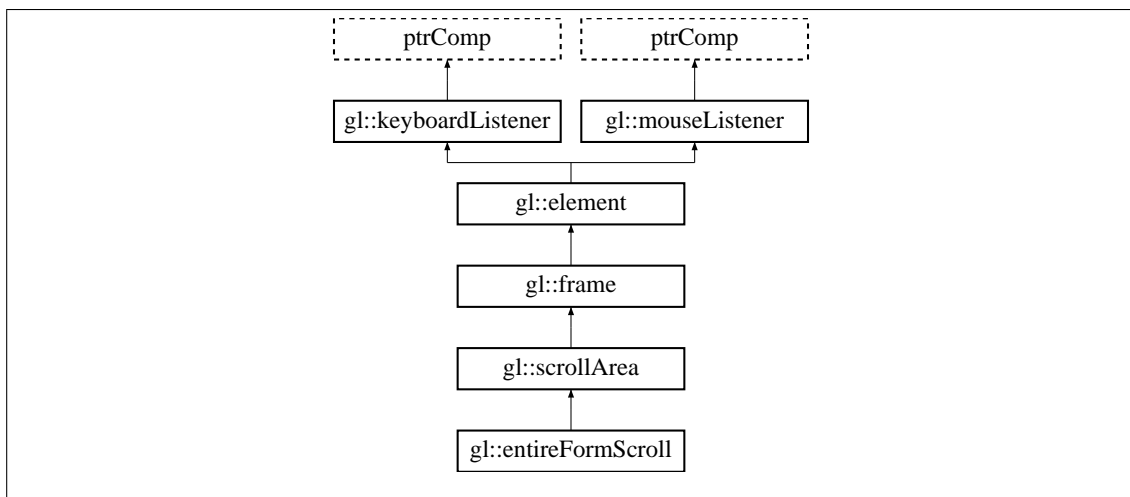 ptrComp
ptrComp
gl::keyboardListener
gl::mouseListener
gl::element
gl::frame
gl::scrollArea
gl::entireFormScroll